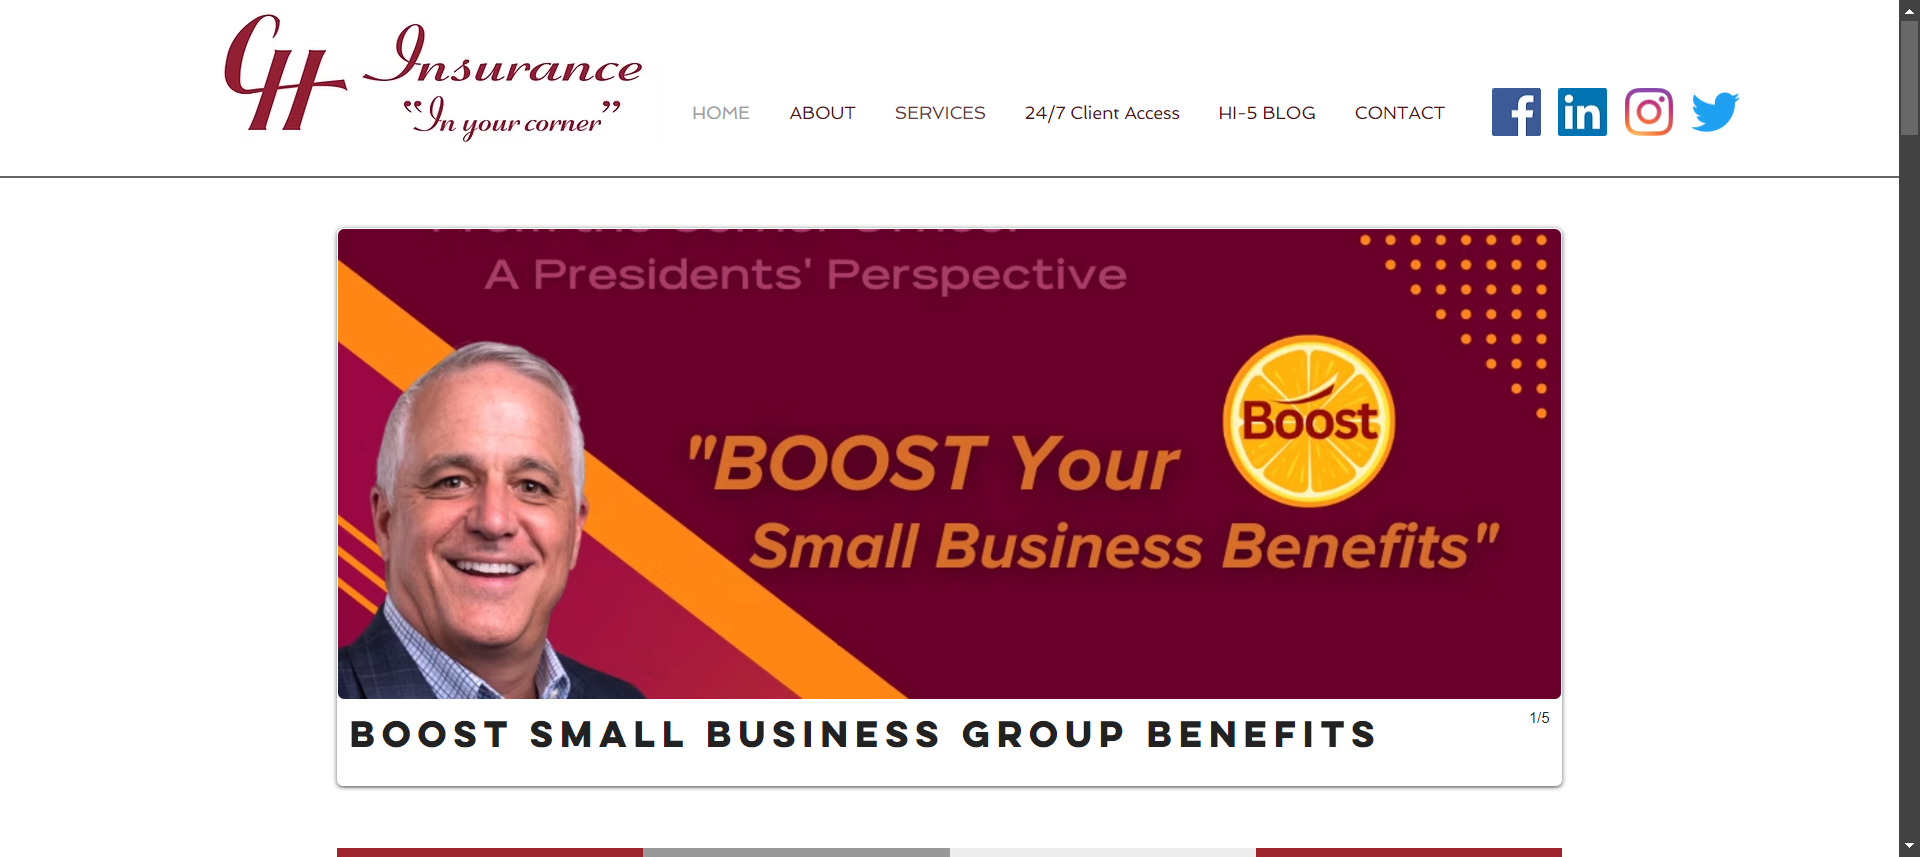 CH Insurance
"In your corner"
HOME
ABOUT
SERVICES
24/7 Client Access
HI-5 BLOG
CONTACT
A Presidents' Perspective
"BOOST Your
Boost
Small Business Benefits"
BOOST SMALL BUSINESS GROUP BENEFITS
1/5